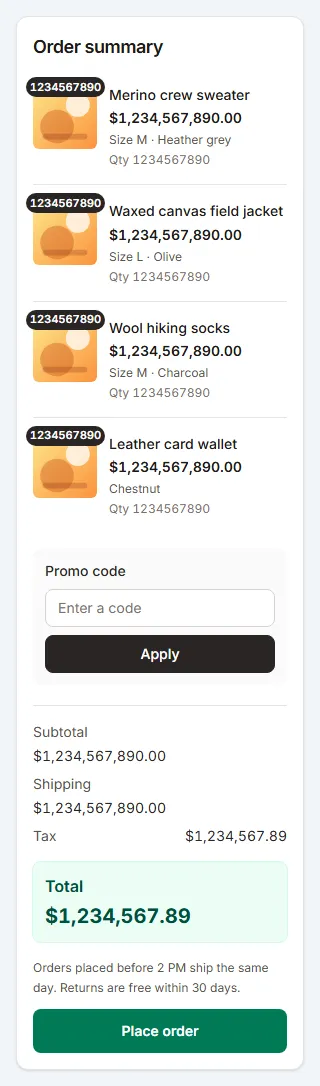 Order summary
1234567890
Merino crew sweater
$1,234,567,890.00
Size M · Heather grey
Qty 1234567890
1234567890
Waxed canvas field jacket
$1,234,567,890.00
Size L · Olive
Qty 1234567890
1234567890
Wool hiking socks
$1,234,567,890.00
Size M · Charcoal
Qty 1234567890
1234567890
Leather card wallet
$1,234,567,890.00
Chestnut
Qty 1234567890
Promo code
Enter a code
Apply
Subtotal
$1,234,567,890.00
Shipping
$1,234,567,890.00
Tax $1,234,567.89
Total
$1,234,567.89
Orders placed before 2 PM ship the same
day. Returns are free within 30 days.
Place order